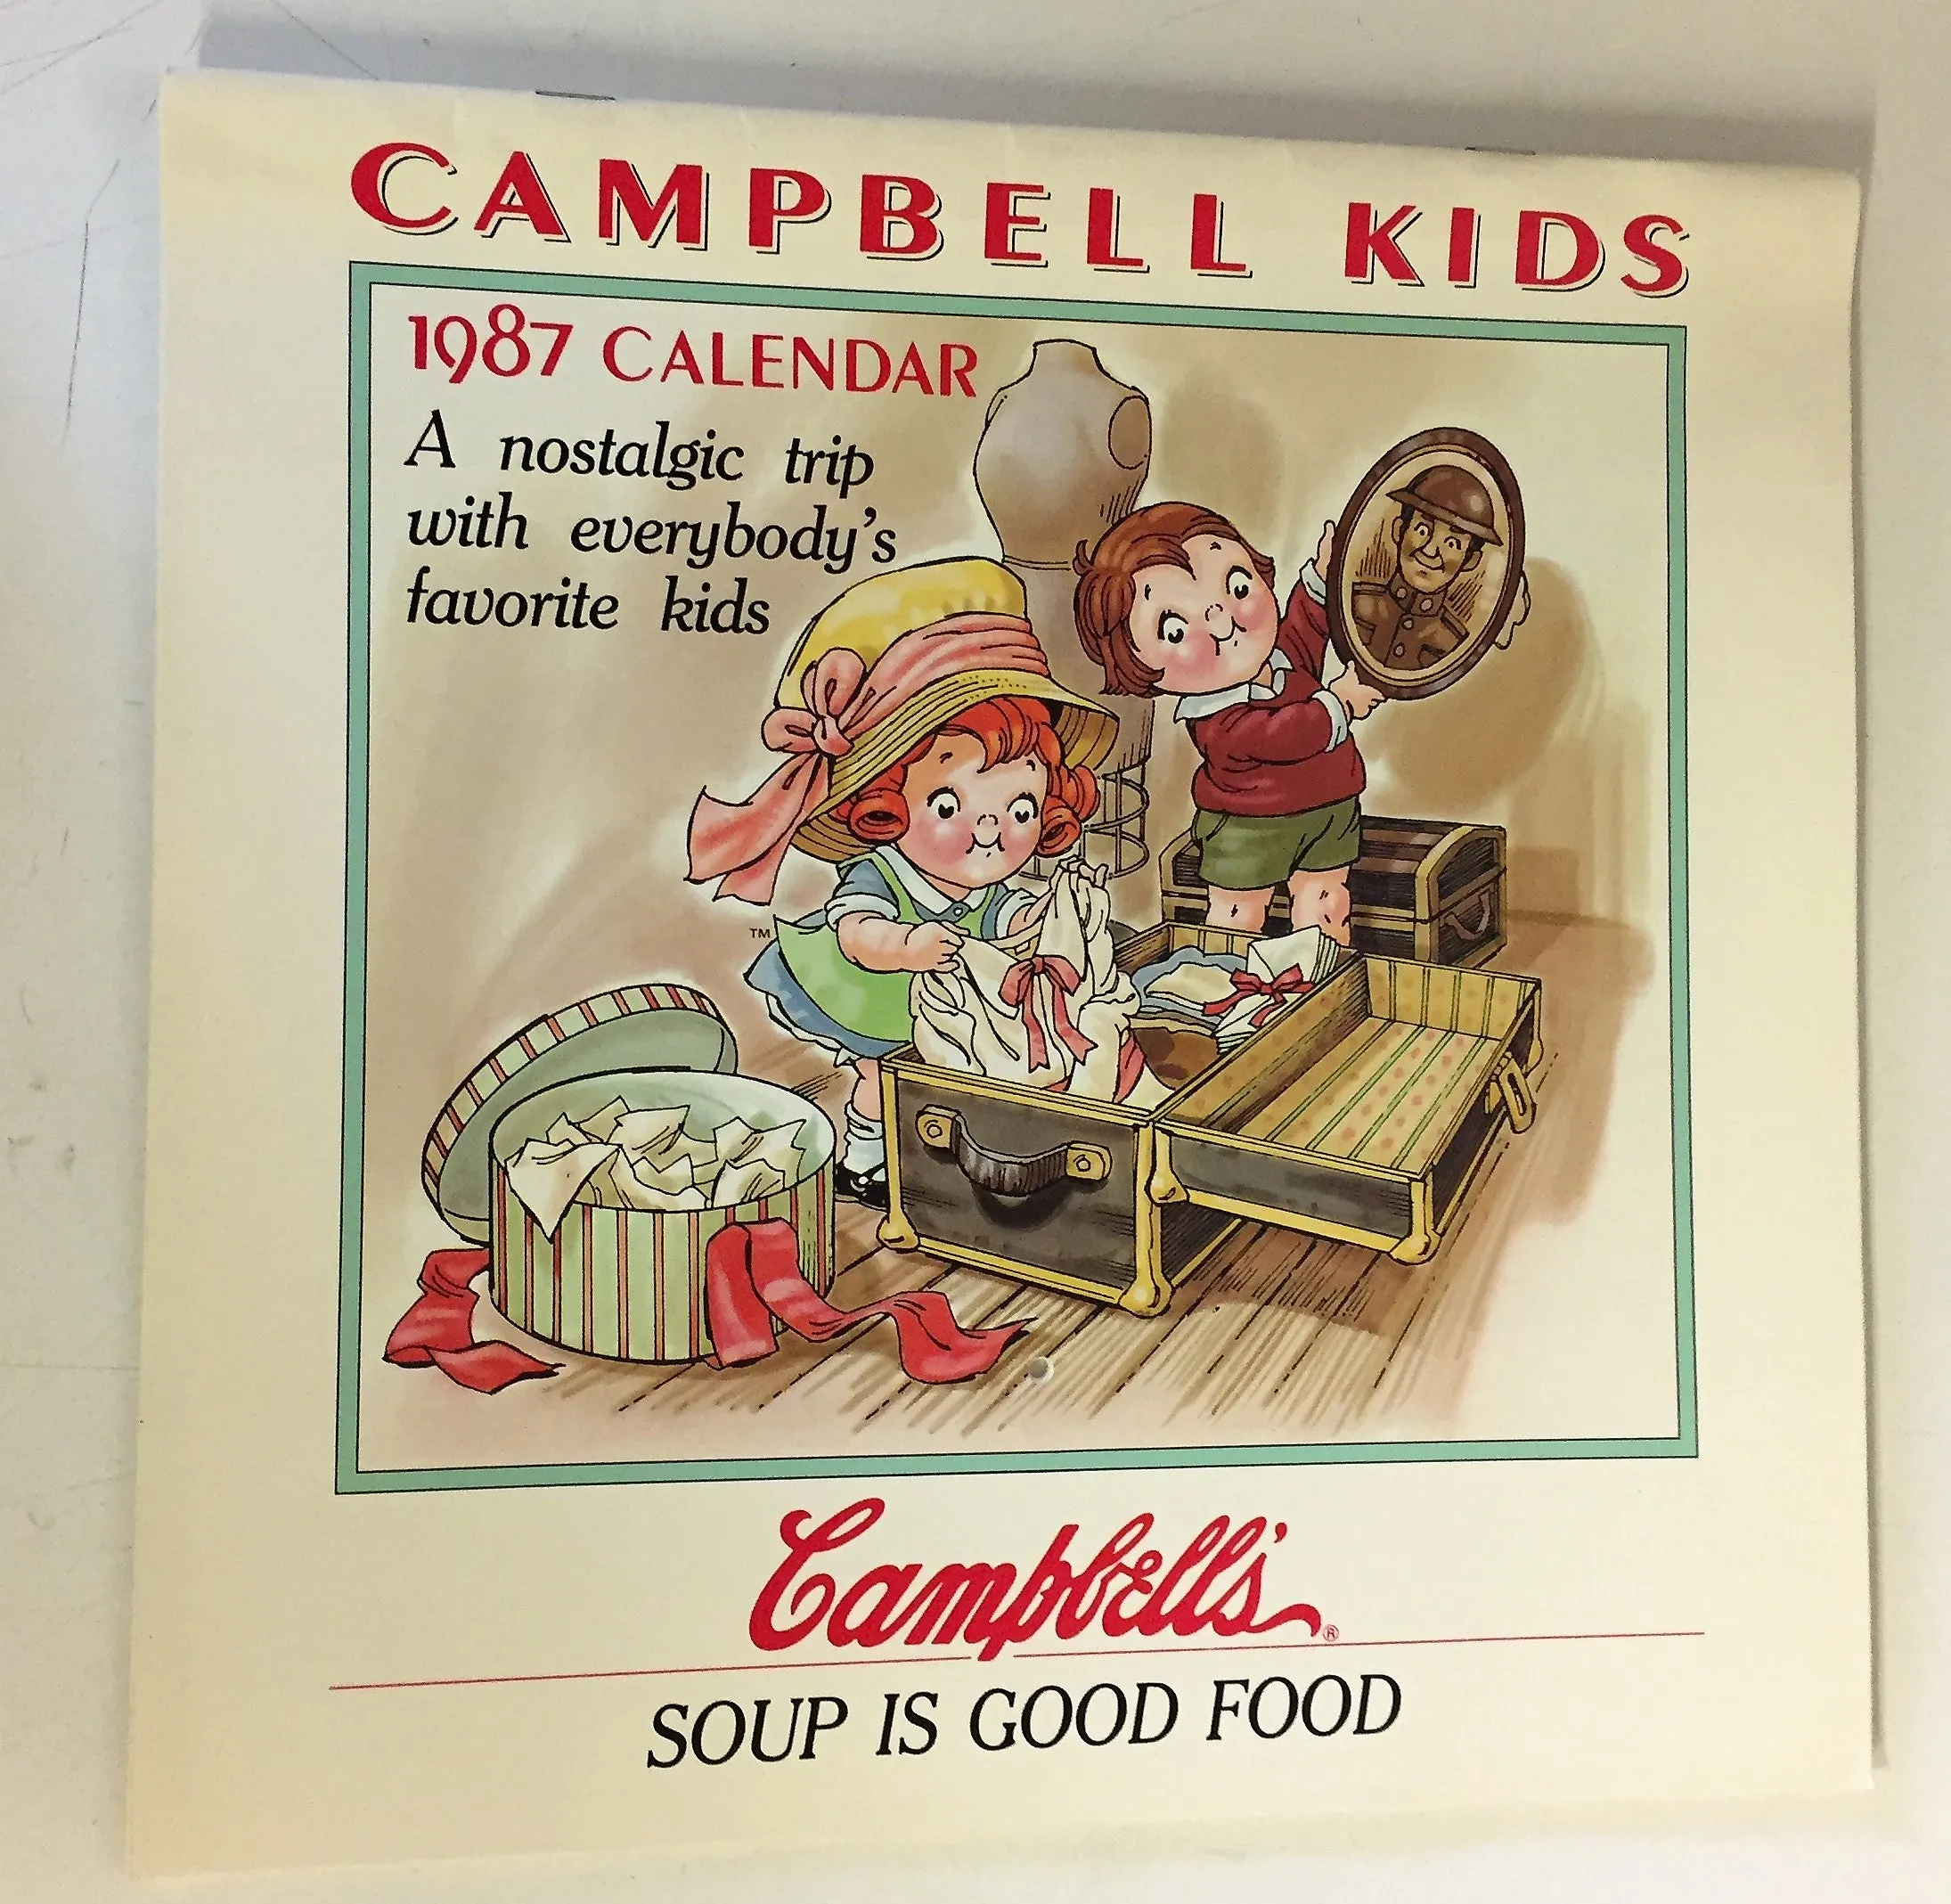 CAMPBELL KIDS
1987 CALENDAR
A nostalgic trip
with everybody's
favorite kids
TM
Campbell's®
SOUP IS GOOD FOOD